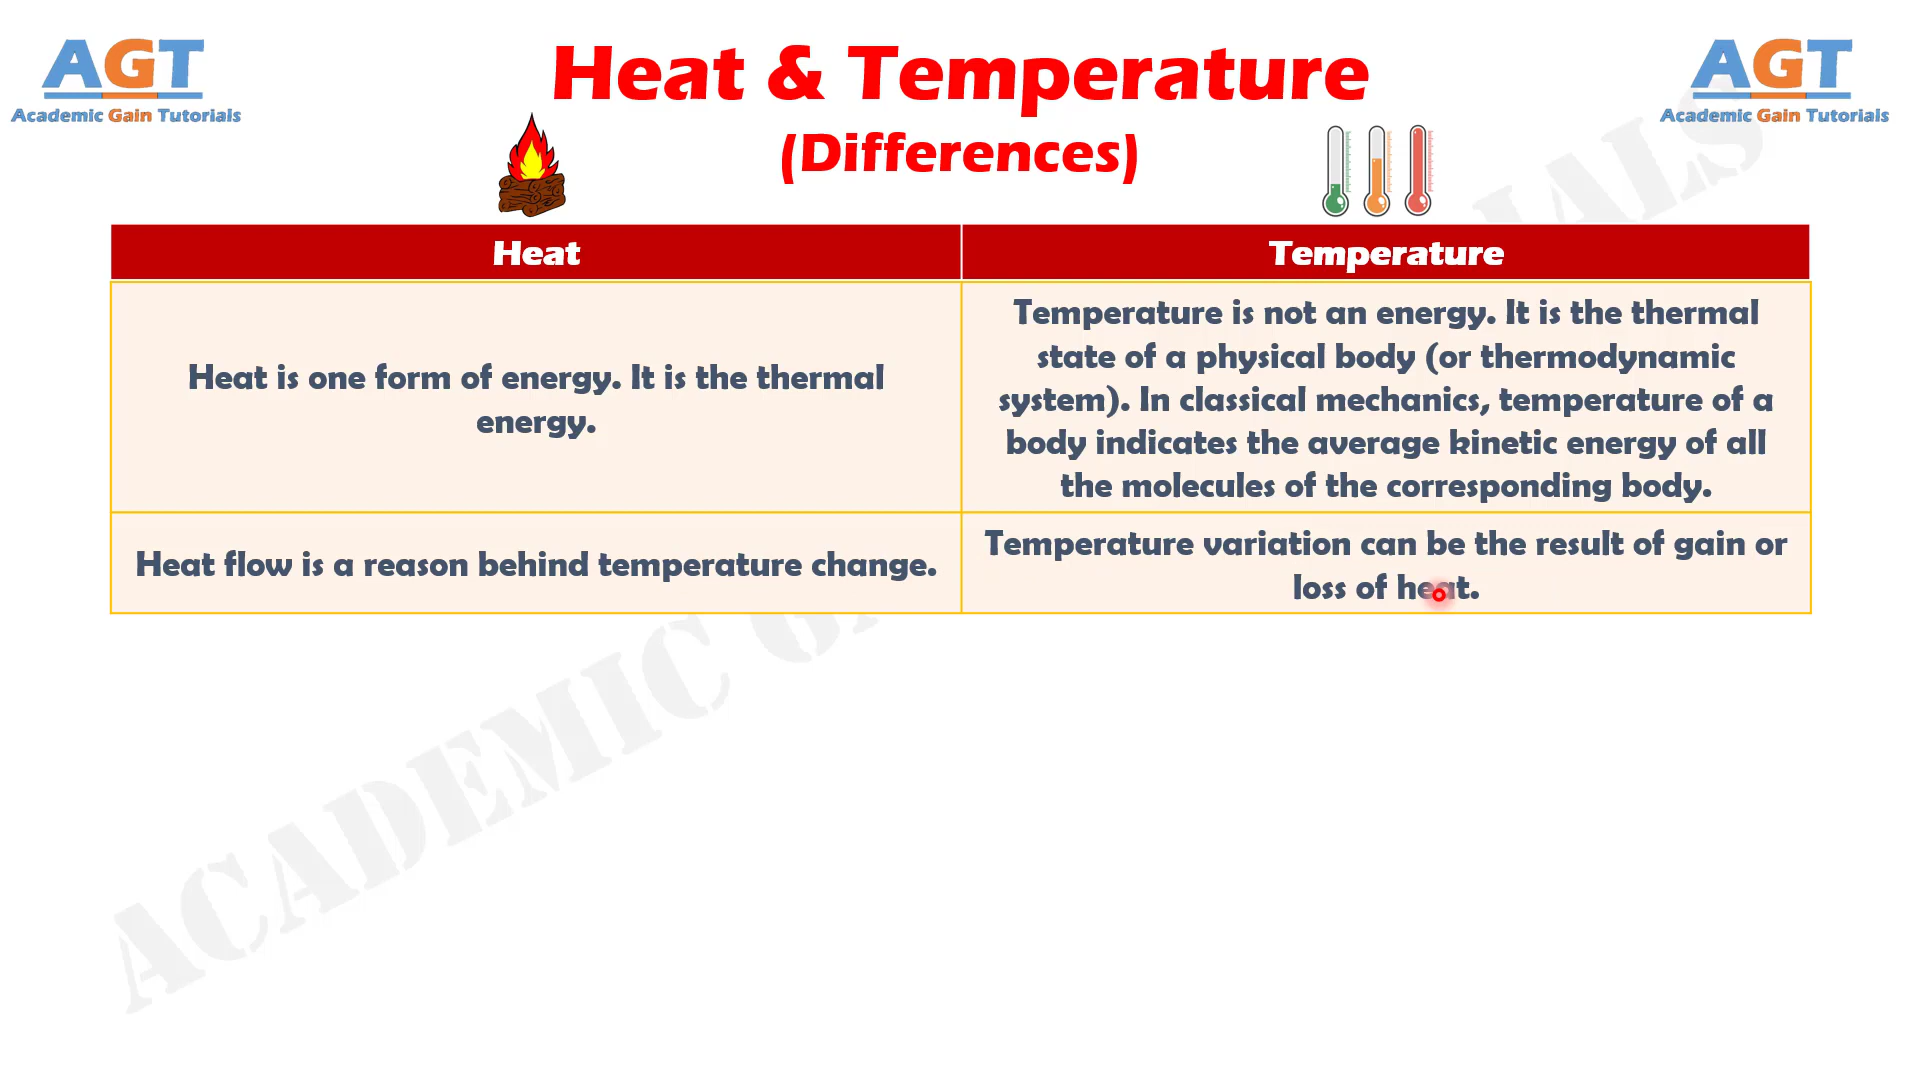 AGT
Academic Gain Tutorials
Heat & Temperature
(Differences)
AGT
Academic Gain Tutorials
Heat
Temperature
Heat is one form of energy. It is the thermal
energy.
Temperature is not an energy. It is the thermal
state of a physical body (or thermodynamic
system). In classical mechanics, temperature of a
body indicates the average kinetic energy of all
the molecules of the corresponding body.
Heat flow is a reason behind temperature change.
Temperature variation can be the result of gain or
loss of heat.
ACADEMIC